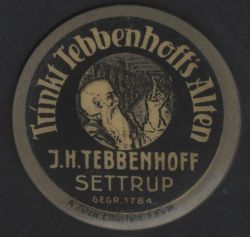 Trinkt Tebbenhoff's Alten
J.H.TEBBENHOFF
SETTRUP
GEGR.1784.